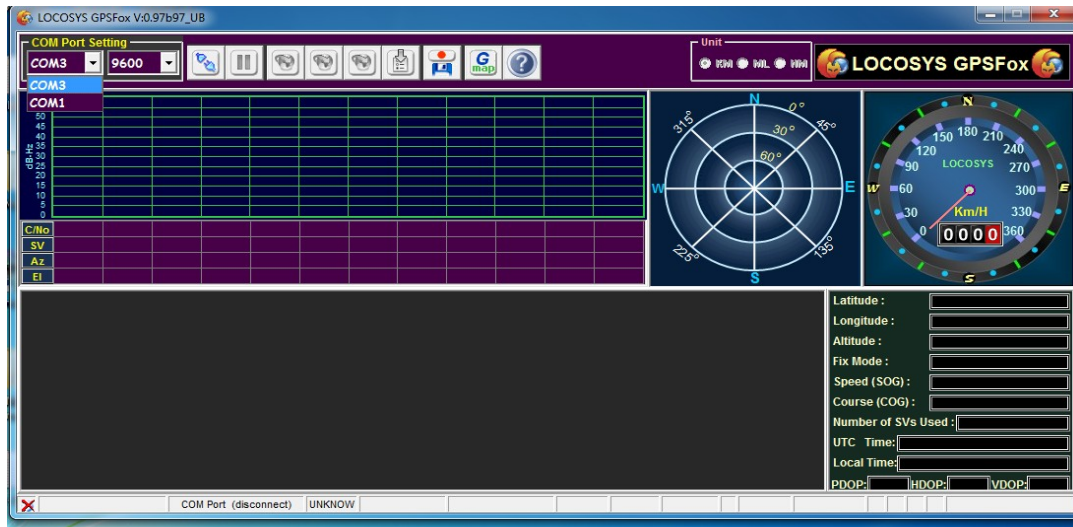 LOCOSYS GPSFox V:0.97b97_UB
COM Port Setting
COM3
9600
COM3
COM1
G
map
?
Unit
KM ML NM
LOCOSYS GPSFox
50
45
40
35
30
25
20
15
10
5
0
dB-Hz
C/No
SV
Az
El
N
0°
45°
30°
60°
315°
W
E
225°
135°
S
N
150 180 210
120 240
90 LOCOSYS 270
W 60 300 E
30 Km/H 330
0 0000 360
S
Latitude :
Longitude :
Altitude :
Fix Mode :
Speed (SOG) :
Course (COG) :
Number of SVs Used :
UTC Time:
Local Time:
PDOP: HDOP: VDOP:
COM Port (disconnect) UNKNOW